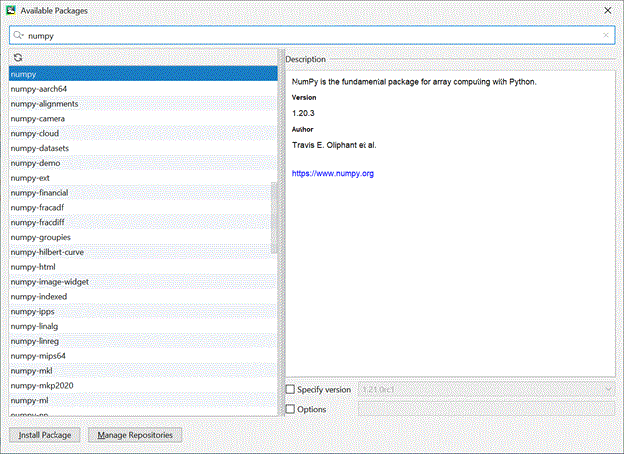 Available Packages
numpy
numpy
numpy-aarch64
numpy-alignments
numpy-camera
numpy-cloud
numpy-datasets
numpy-demo
numpy-ext
numpy-financial
numpy-fracadf
numpy-fracdiff
numpy-groupies
numpy-hilbert-curve
numpy-html
numpy-image-widget
numpy-indexed
numpy-ipps
numpy-linalg
numpy-linreg
numpy-mips64
numpy-mkl
numpy-mkp2020
numpy-ml
Description
NumPy is the fundamental package for array computing with Python.
Version
1.20.3
Author
Travis E. Oliphant et al.
https://www.numpy.org
Specify version
1.21.0rc1
Options
Install Package
Manage Repositories